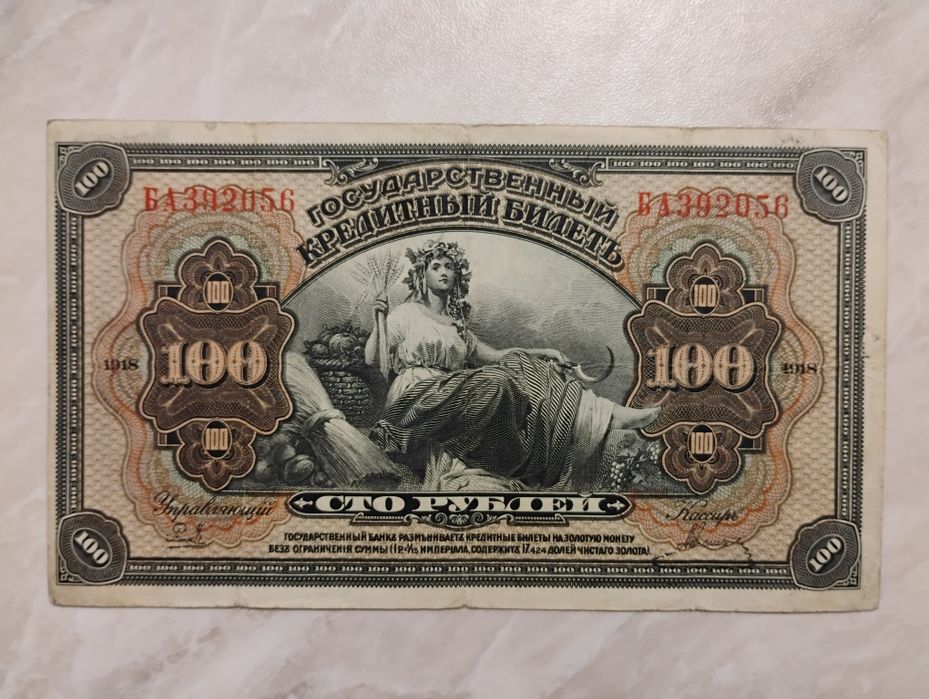 100 100
БА392056 БА392056
ГОСУДАРСТВЕННЫЙ
КРЕДИТНЫЙ БИЛЕТЪ
100 100
100 100
1918 1918
100 100
СТО РУБЛЕЙ
Управляющий Кассиръ
ГОСУДАРСТВЕННЫЙ БАНКЪ РАЗМѢНИВАЕТЪ КРЕДИТНЫЕ БИЛЕТЫ НА ЗОЛОТУЮ МОНЕТУ
БЕЗЪ ОГРАНИЧЕНІЯ СУММЫ (1 Р.=1/15 ИМПЕРІАЛА, СОДЕРЖИТЪ 17,424 ДОЛЕЙ ЧИСТАГО ЗОЛОТА).
100 100